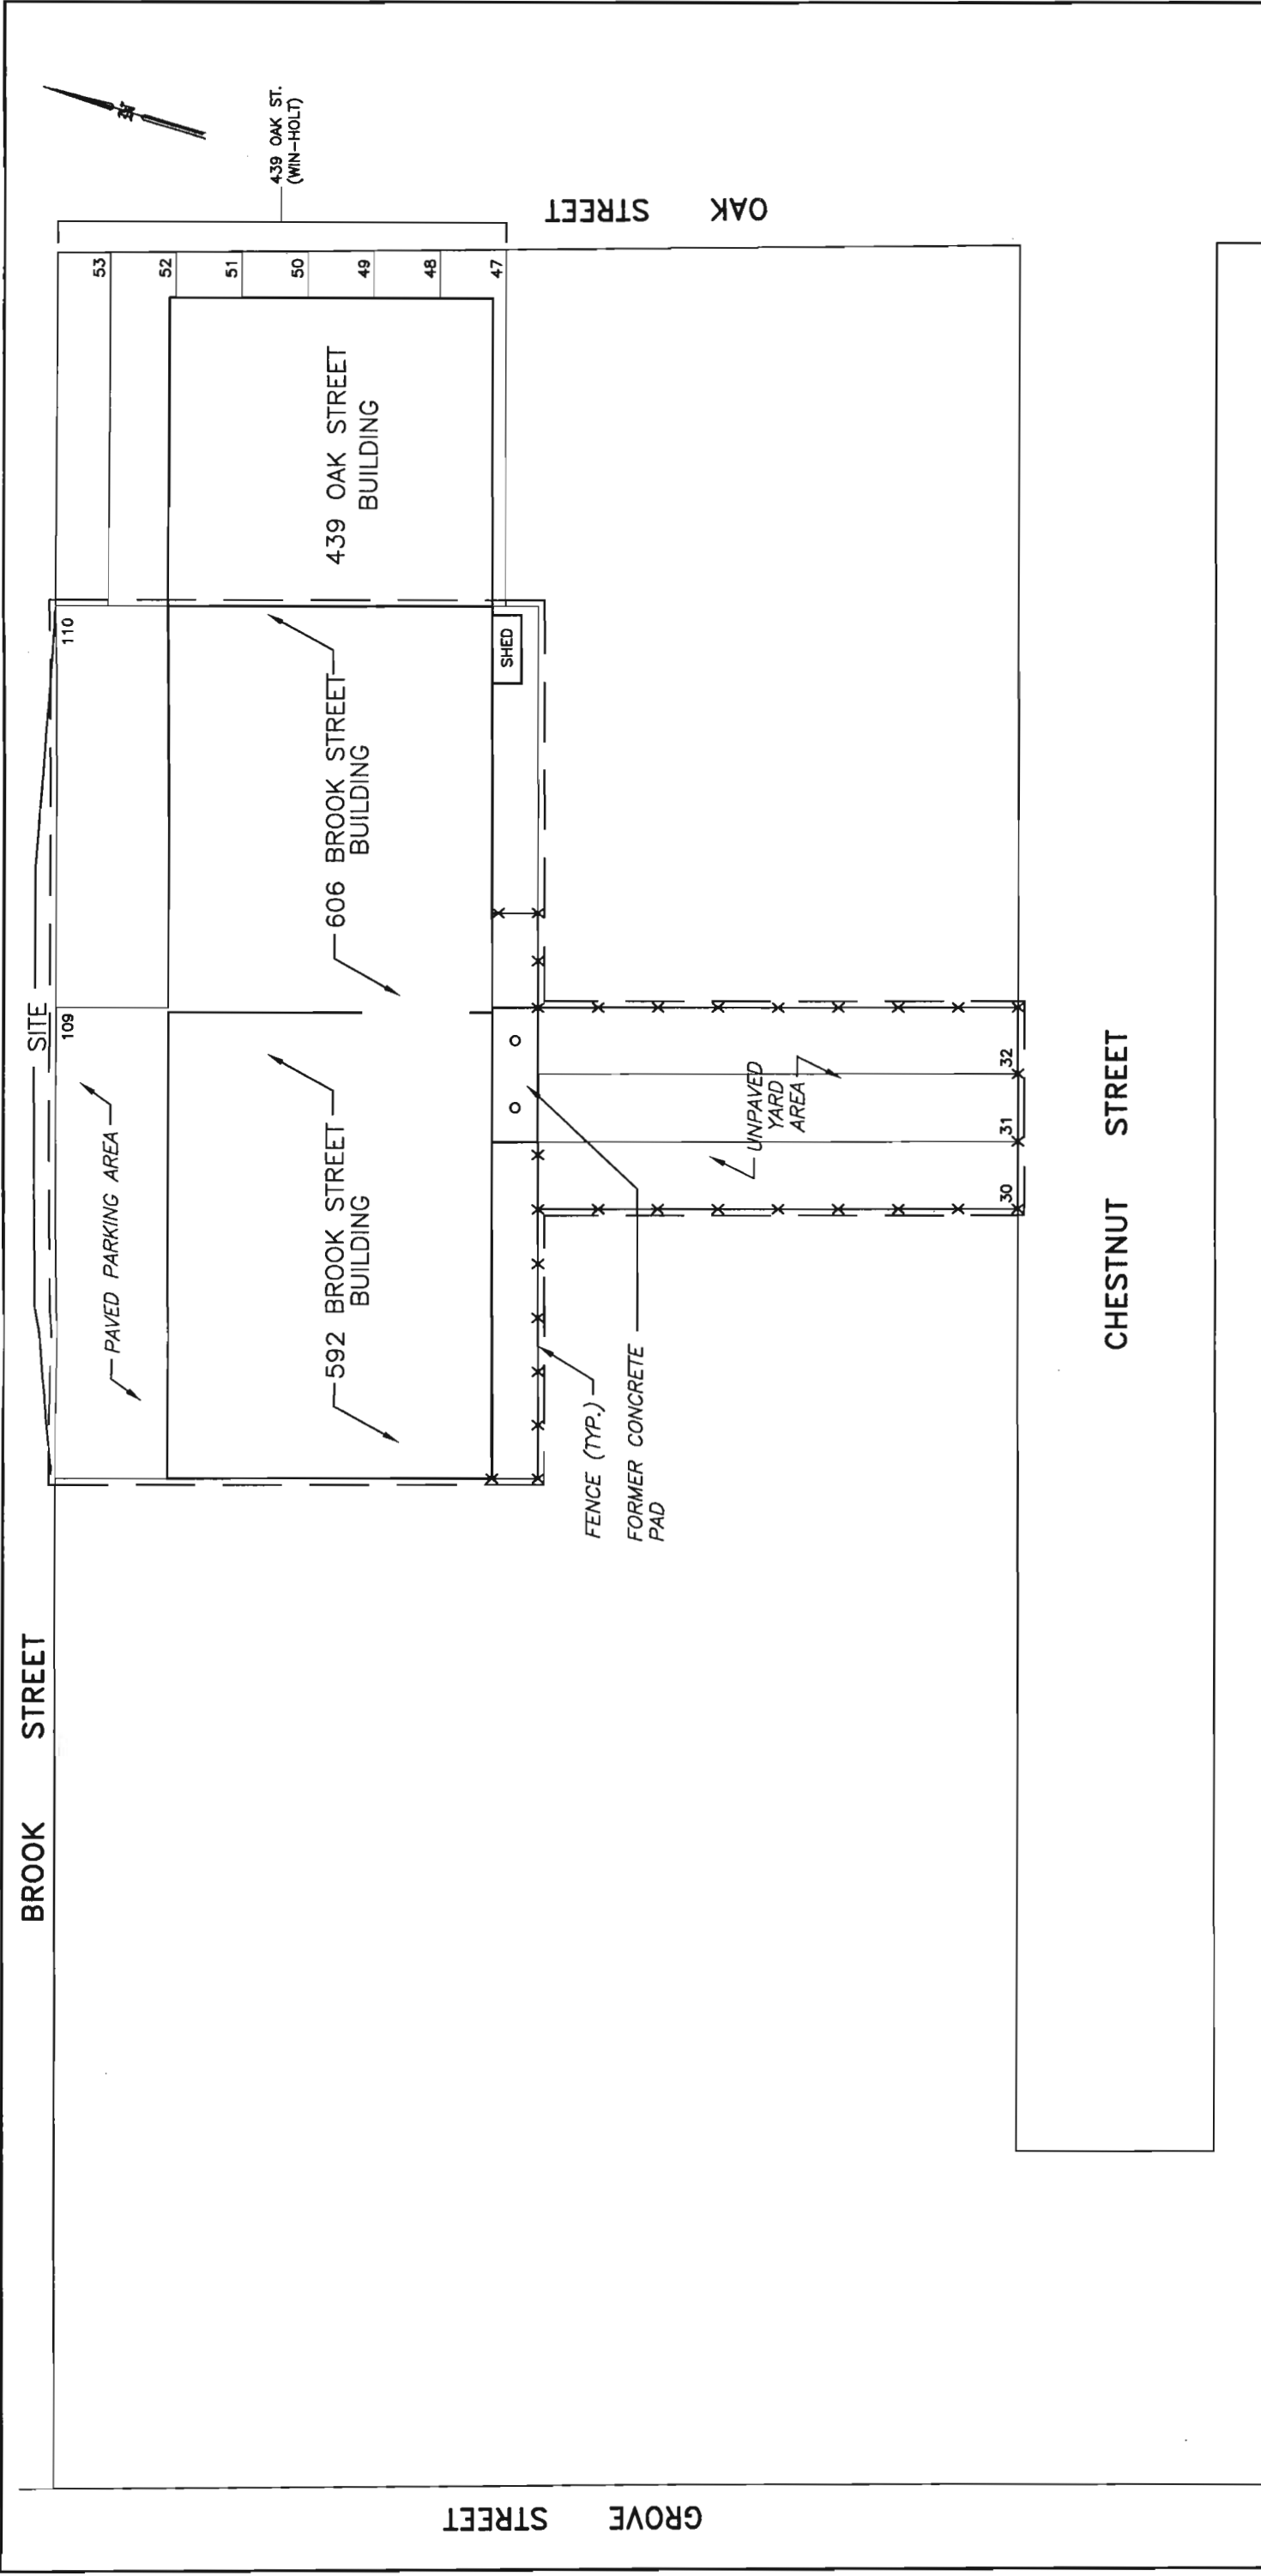 BROOK STREET
SITE
109
110
PAVED PARKING AREA
592 BROOK STREET
BUILDING
606 BROOK STREET
BUILDING
439 OAK STREET
BUILDING
SHED
53
52
51
50
49
48
47
439 OAK ST.
(WIN-HOLT)
OAK STREET
FENCE (TYP.)
FORMER CONCRETE
PAD
UNPAVED
YARD
AREA
30
31
32
CHESTNUT STREET
GROVE STREET